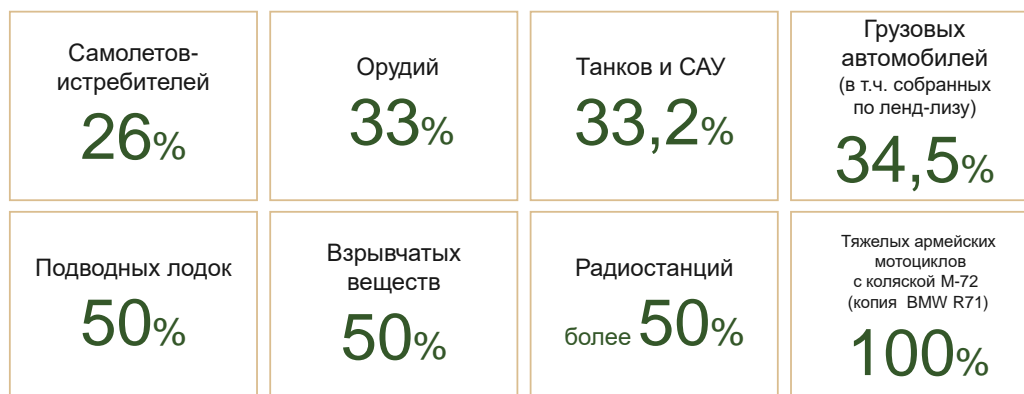 Самолетов-
истребителей
26%
Орудий
33%
Танков и САУ
33,2%
Грузовых
автомобилей
(в т.ч. собранных
по ленд-лизу)
34,5%
Подводных лодок
50%
Взрывчатых
веществ
50%
Радиостанций
более 50%
Тяжелых армейских
мотоциклов
с коляской М-72
(копия BMW R71)
100%